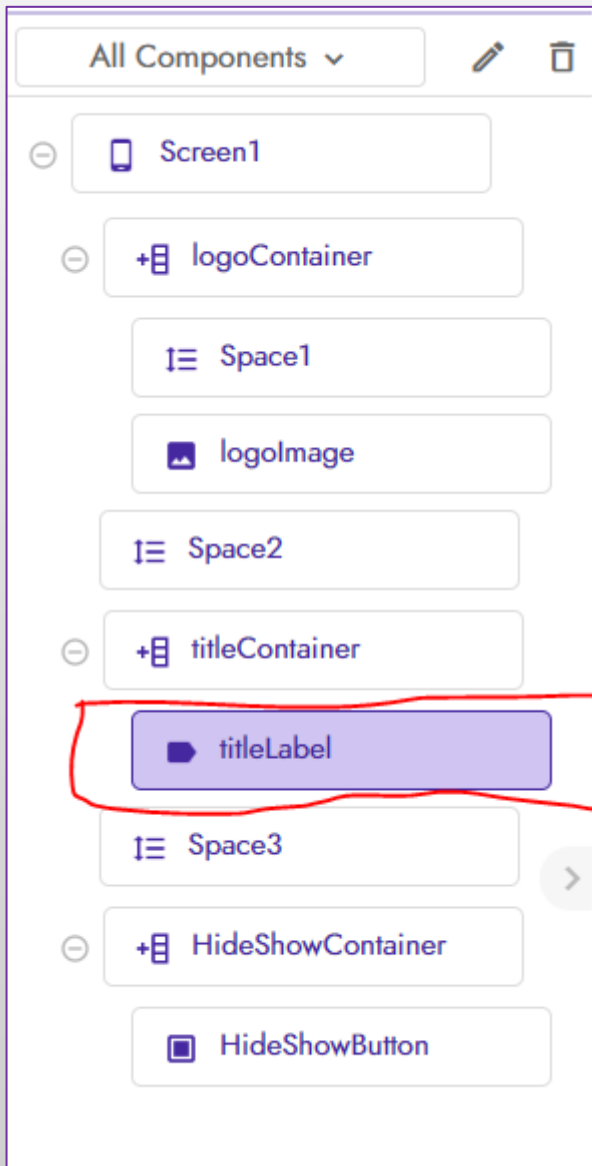 All Components
Screen1
logoContainer
Space1
logoImage
Space2
titleContainer
titleLabel
Space3
HideShowContainer
HideShowButton